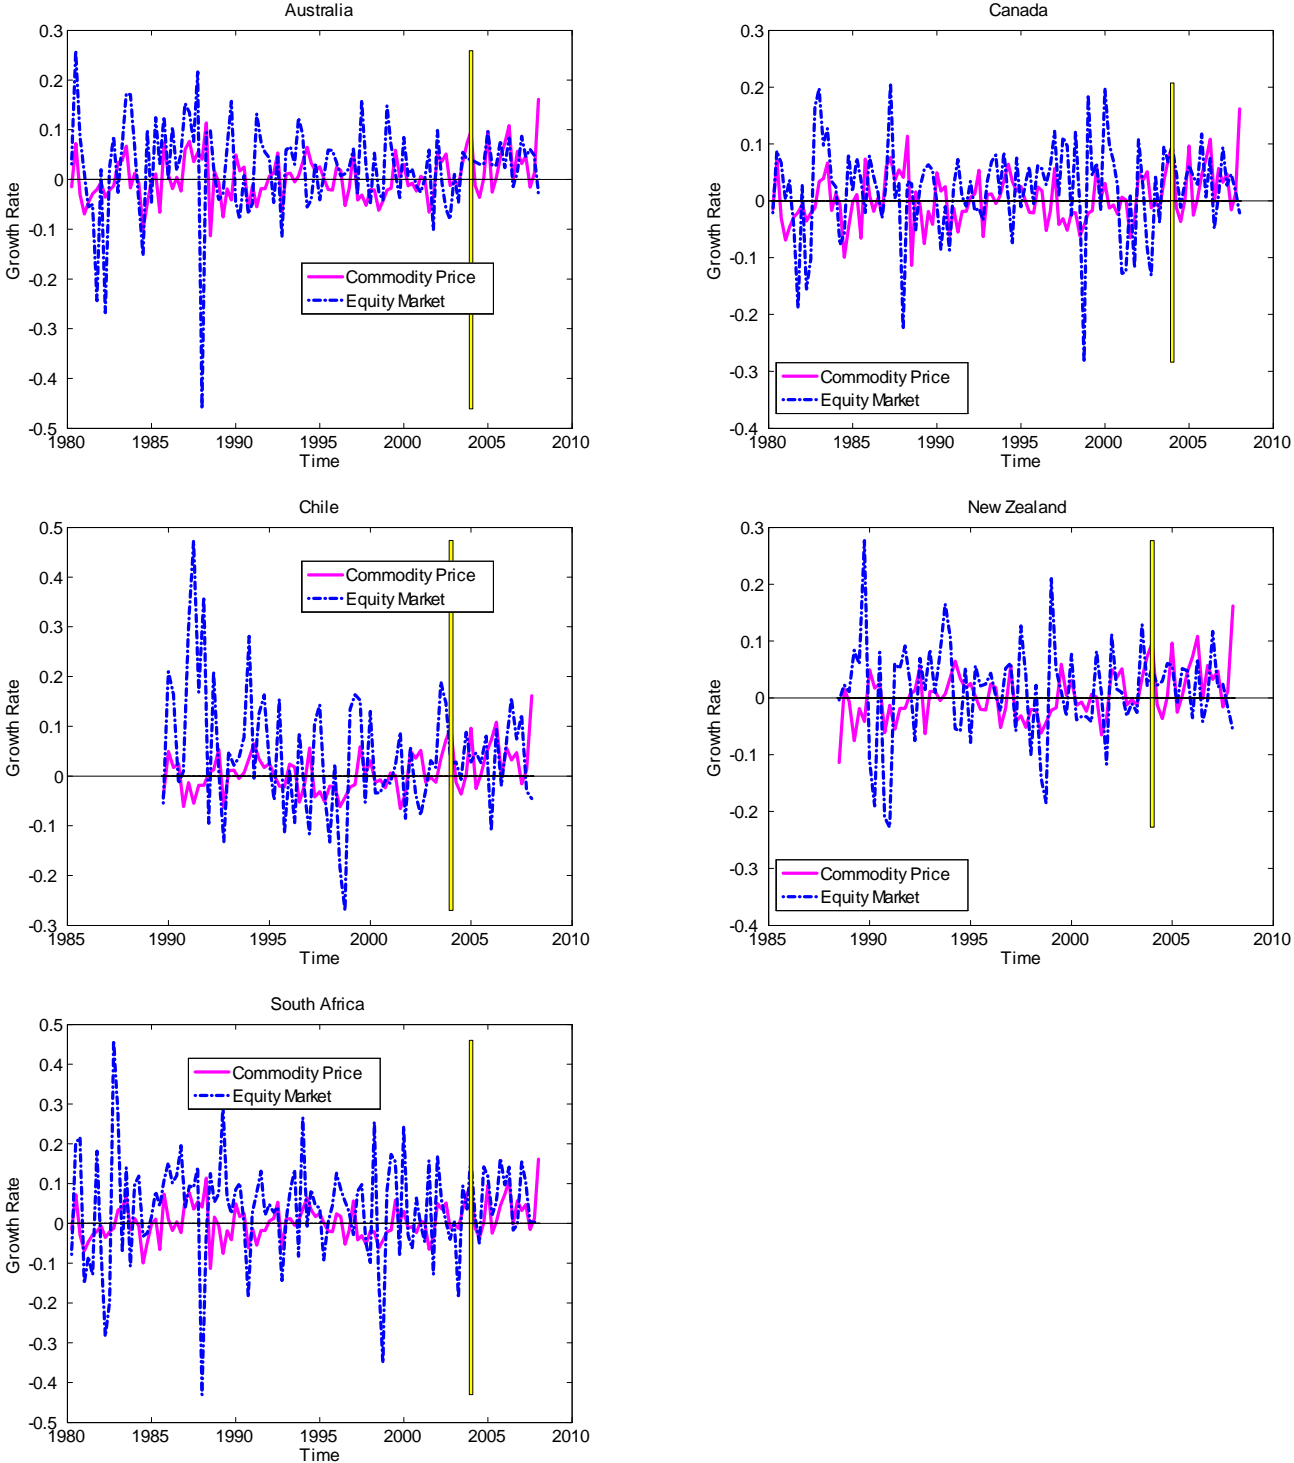 Australia
0.3
0.2
0.1
0
-0.1
-0.2
-0.3
-0.4
-0.5
Growth Rate
Commodity Price
Equity Market
1980 1985 1990 1995 2000 2005 2010
Time
Canada
0.3
0.2
0.1
0
-0.1
-0.2
-0.3
-0.4
Growth Rate
Commodity Price
Equity Market
1980 1985 1990 1995 2000 2005 2010
Time
Chile
0.5
0.4
0.3
0.2
0.1
0
-0.1
-0.2
-0.3
Growth Rate
Commodity Price
Equity Market
1985 1990 1995 2000 2005 2010
Time
New Zealand
0.3
0.2
0.1
0
-0.1
-0.2
-0.3
-0.4
Growth Rate
Commodity Price
Equity Market
1985 1990 1995 2000 2005 2010
Time
South Africa
0.5
0.4
0.3
0.2
0.1
0
-0.1
-0.2
-0.3
-0.4
-0.5
Growth Rate
Commodity Price
Equity Market
1980 1985 1990 1995 2000 2005 2010
Time